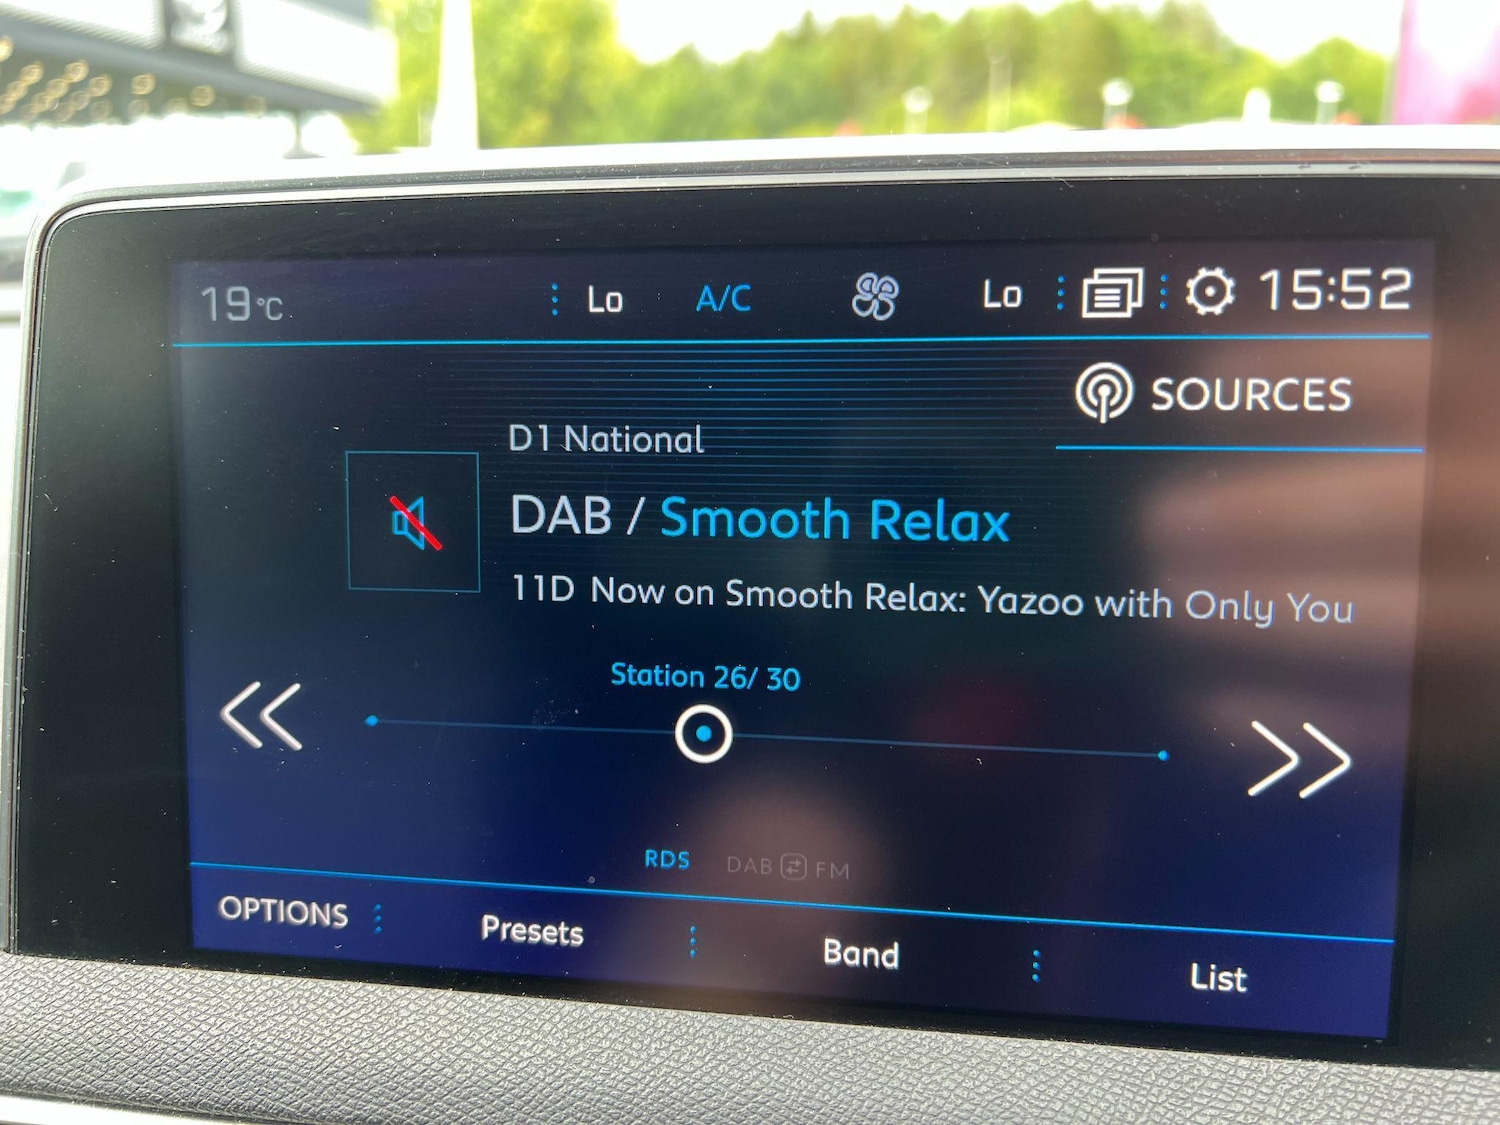 19°C Lo A/C Lo 15:52
SOURCES
D1 National
DAB / Smooth Relax
11D Now on Smooth Relax: Yazoo with Only You
Station 26/ 30
RDS DAB FM
OPTIONS Presets Band List